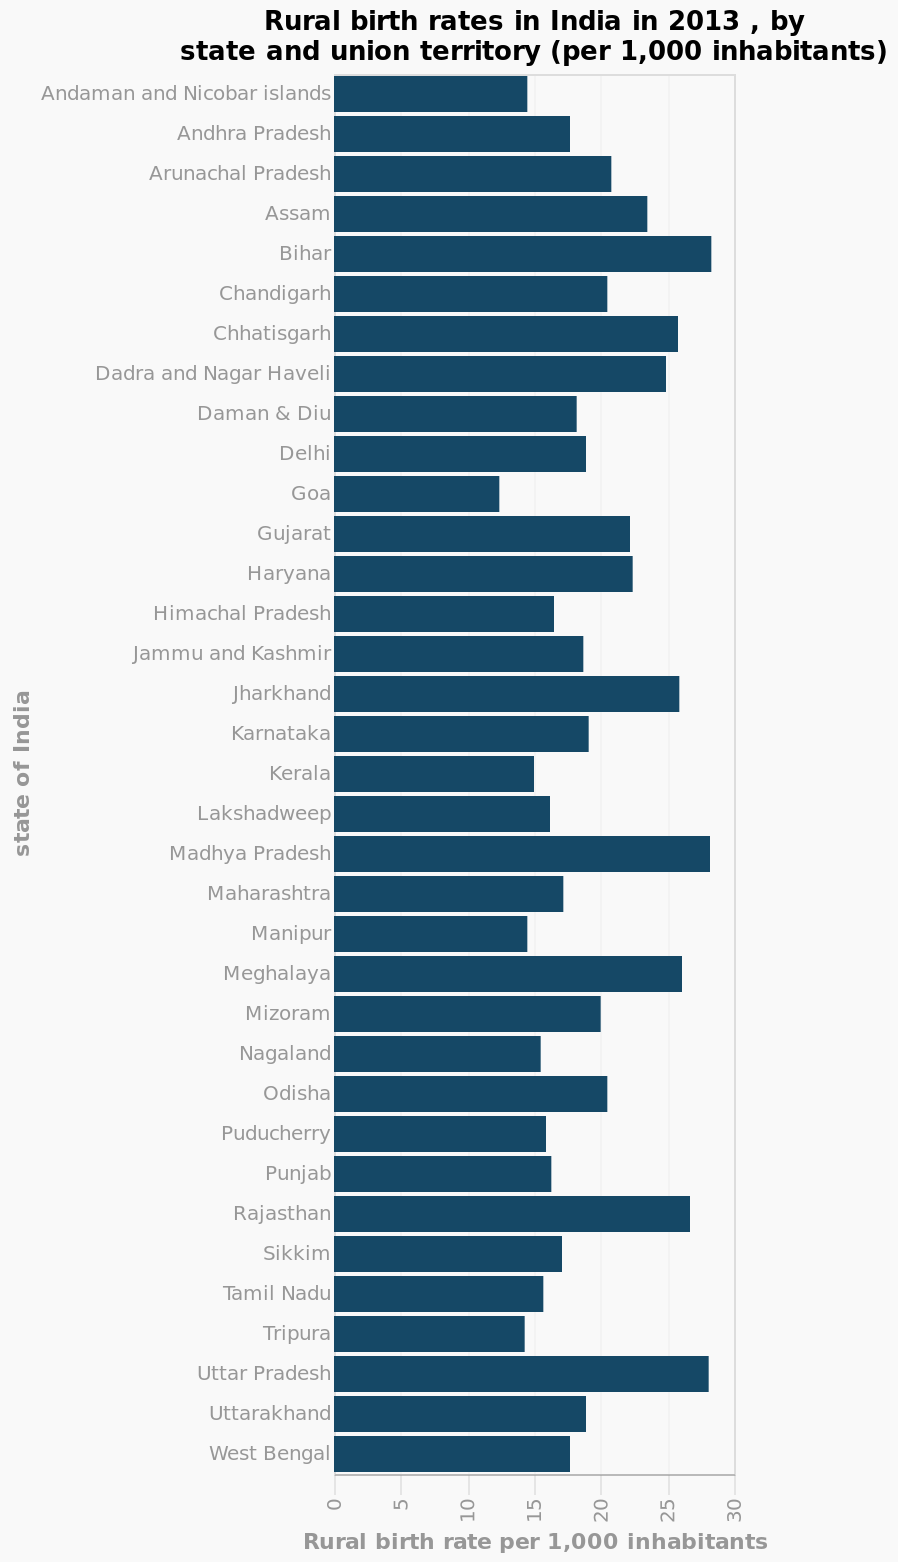 Rural birth rates in India in 2013 , by
state and union territory (per 1,000 inhabitants)
Andaman and Nicobar islands
Andhra Pradesh
Arunachal Pradesh
Assam
Bihar
Chandigarh
Chhatisgarh
Dadra and Nagar Haveli
Daman & Diu
Delhi
Goa
Gujarat
Haryana
Himachal Pradesh
Jammu and Kashmir
Jharkhand
Karnataka
Kerala
Lakshadweep
Madhya Pradesh
Maharashtra
Manipur
Meghalaya
Mizoram
Nagaland
Odisha
Puducherry
Punjab
Rajasthan
Sikkim
Tamil Nadu
Tripura
Uttar Pradesh
Uttarakhand
West Bengal
state of India
0 5 10 15 20 25 30
Rural birth rate per 1,000 inhabitants